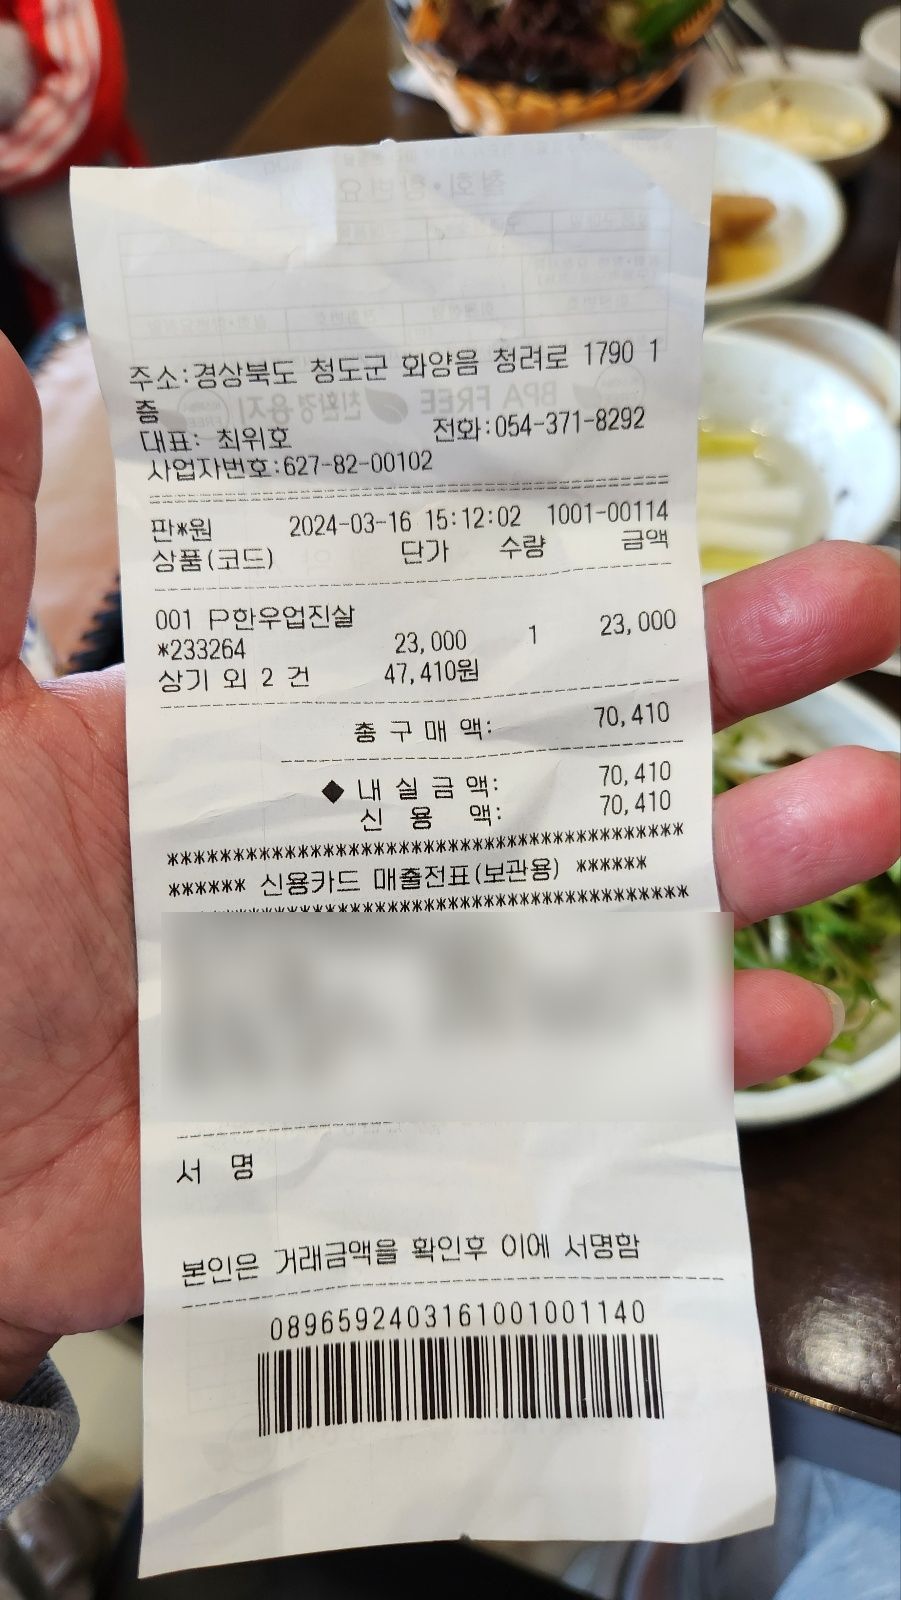 주소:경상북도 청도군 화양읍 청려로 1790 1
층
대표: 최위호 전화:054-371-8292
사업자번호:627-82-00102
판*원 2024-03-16 15:12:02 1001-00114
상품(코드) 단가 수량 금액
001 P한우업진살
*233264 23,000 1 23,000
상기 외 2 건 47,410원
총 구 매 액: 70,410
◆ 내 실 금 액: 70,410
신 용 액: 70,410
****************************************
****** 신용카드 매출전표(보관용) ******
서 명
본인은 거래금액을 확인후 이에 서명함
0896592403161001001140